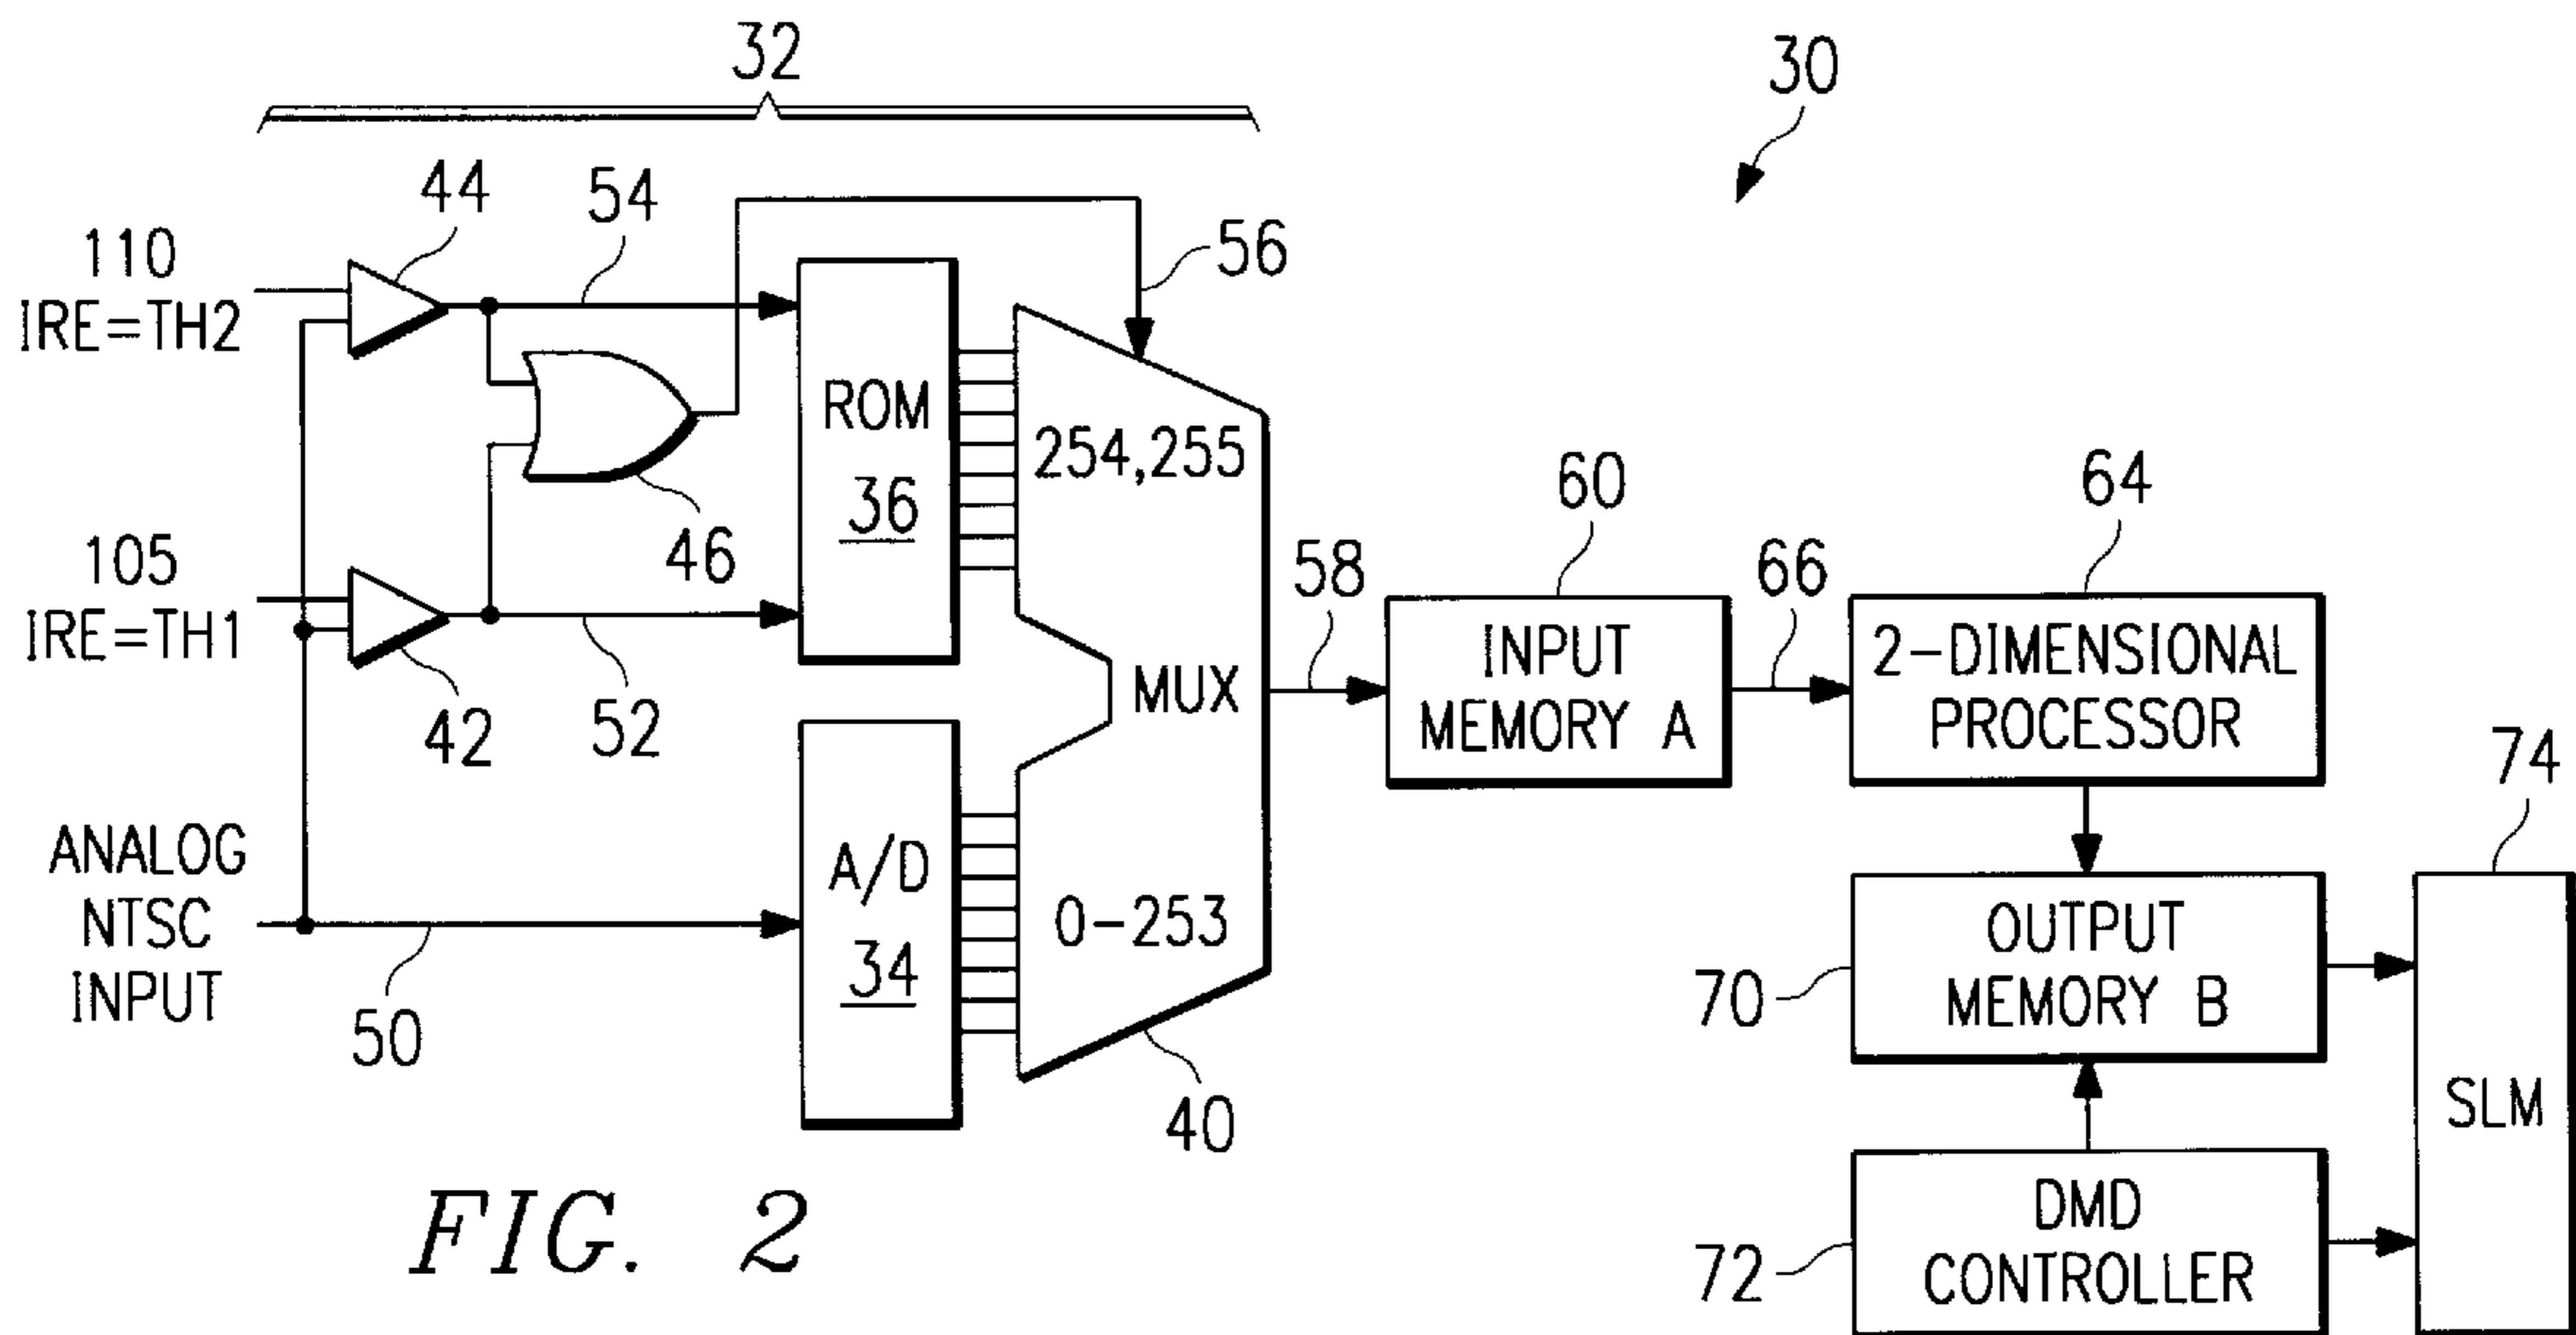 32
30
44
54
56
110
IRE=TH2
ROM
36
254,255
46
105
IRE=TH1
42
52
MUX
58
60
INPUT
MEMORY A
66
64
2-DIMENSIONAL
PROCESSOR
74
ANALOG
NTSC
INPUT
50
A/D
34
0-253
40
70
OUTPUT
MEMORY B
SLM
72
DMD
CONTROLLER
FIG. 2